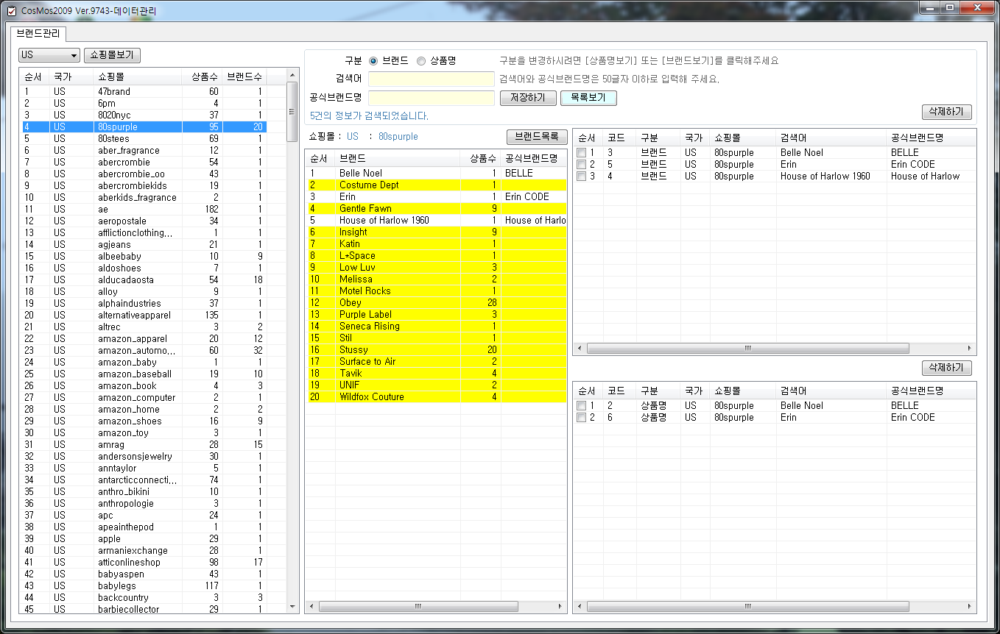 CosMos2009 Ver.9743-데이터관리
브랜드관리
US 쇼핑몰보기
순서 국가 쇼핑몰 상품수 브랜드수
1 US 47brand 60 1
2 US 6pm 4 1
3 US 8020nyc 37 1
4 US 80spurple 95 20
5 US 80stees 69 1
6 US aber_fragrance 12 1
7 US abercrombie 54 1
8 US abercrombie_oo 43 1
9 US abercrombiekids 19 1
10 US aberkids_fragrance 2 1
11 US ae 182 1
12 US aeropostale 34 1
13 US afflictionclothing... 1 1
14 US agjeans 21 1
15 US albeebaby 10 9
16 US aldoshoes 7 1
17 US alducadaosta 54 18
18 US alloy 9 1
19 US alphaindustries 37 1
20 US alternativeapparel 135 1
21 US altrec 3 2
22 US amazon_apparel 20 12
23 US amazon_automo... 60 32
24 US amazon_baby 1 1
25 US amazon_baseball 19 10
26 US amazon_book 4 3
27 US amazon_computer 2 1
28 US amazon_home 2 2
29 US amazon_shoes 16 9
30 US amazon_toy 3 1
31 US amrag 28 15
32 US andersonsjewelry 30 1
33 US anntaylor 5 1
34 US antarcticconnecti... 74 1
35 US anthro_bikini 10 1
36 US anthropologie 3 1
37 US apc 24 1
38 US apeainthepod 1 1
39 US apple 29 1
40 US armaniexchange 28 1
41 US atticonlineshop 98 17
42 US babyaspen 43 1
43 US babylegs 117 1
44 US backcountry 3 3
45 US barbiecollector 29 1
구분 브랜드 상품명 구분을 변경하시려면 [상품명보기] 또는 [브랜드보기]를 클릭해주세요
검색어 검색어와 공식브랜드명은 50글자 이하로 입력해 주세요.
공식브랜드명 저장하기 목록보기
5건의 정보가 검색되었습니다. 삭제하기
쇼핑몰 : US : 80spurple 브랜드목록
순서 브랜드 상품수 공식브랜드명
1 Belle Noel 1 BELLE
2 Costume Dept 1
3 Erin 1 Erin CODE
4 Gentle Fawn 9
5 House of Harlow 1960 1 House of Harlo
6 Insight 9
7 Katin 1
8 L*Space 1
9 Low Luv 3
10 Melissa 2
11 Motel Rocks 1
12 Obey 28
13 Purple Label 3
14 Seneca Rising 1
15 Stil 1
16 Stussy 20
17 Surface to Air 2
18 Tavik 4
19 UNIF 2
20 Wildfox Couture 4
순서 코드 구분 국가 쇼핑몰 검색어 공식브랜드명
1 3 브랜드 US 80spurple Belle Noel BELLE
2 5 브랜드 US 80spurple Erin Erin CODE
3 4 브랜드 US 80spurple House of Harlow 1960 House of Harlow
삭제하기
순서 코드 구분 국가 쇼핑몰 검색어 공식브랜드명
1 2 상품명 US 80spurple Belle Noel BELLE
2 6 상품명 US 80spurple Erin Erin CODE